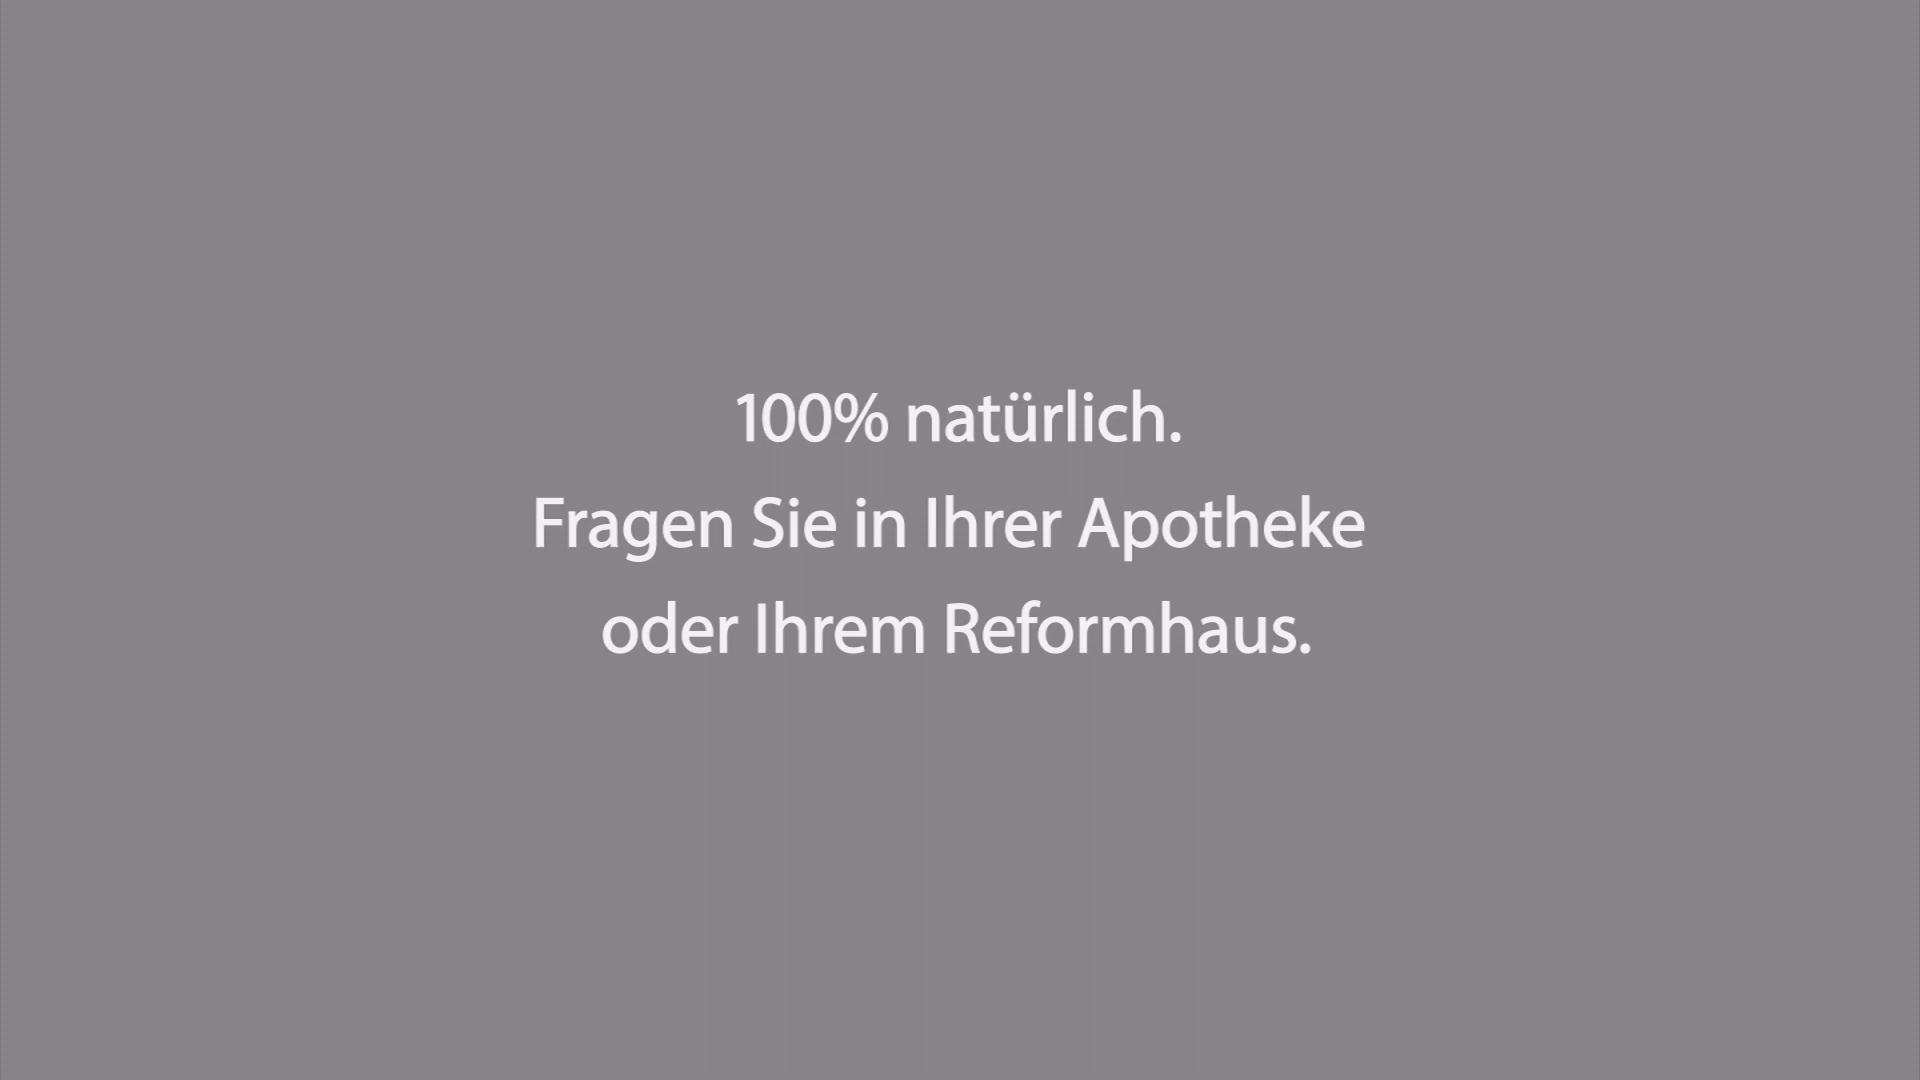 100% natürlich.
Fragen Sie in Ihrer Apotheke
oder Ihrem Reformhaus.